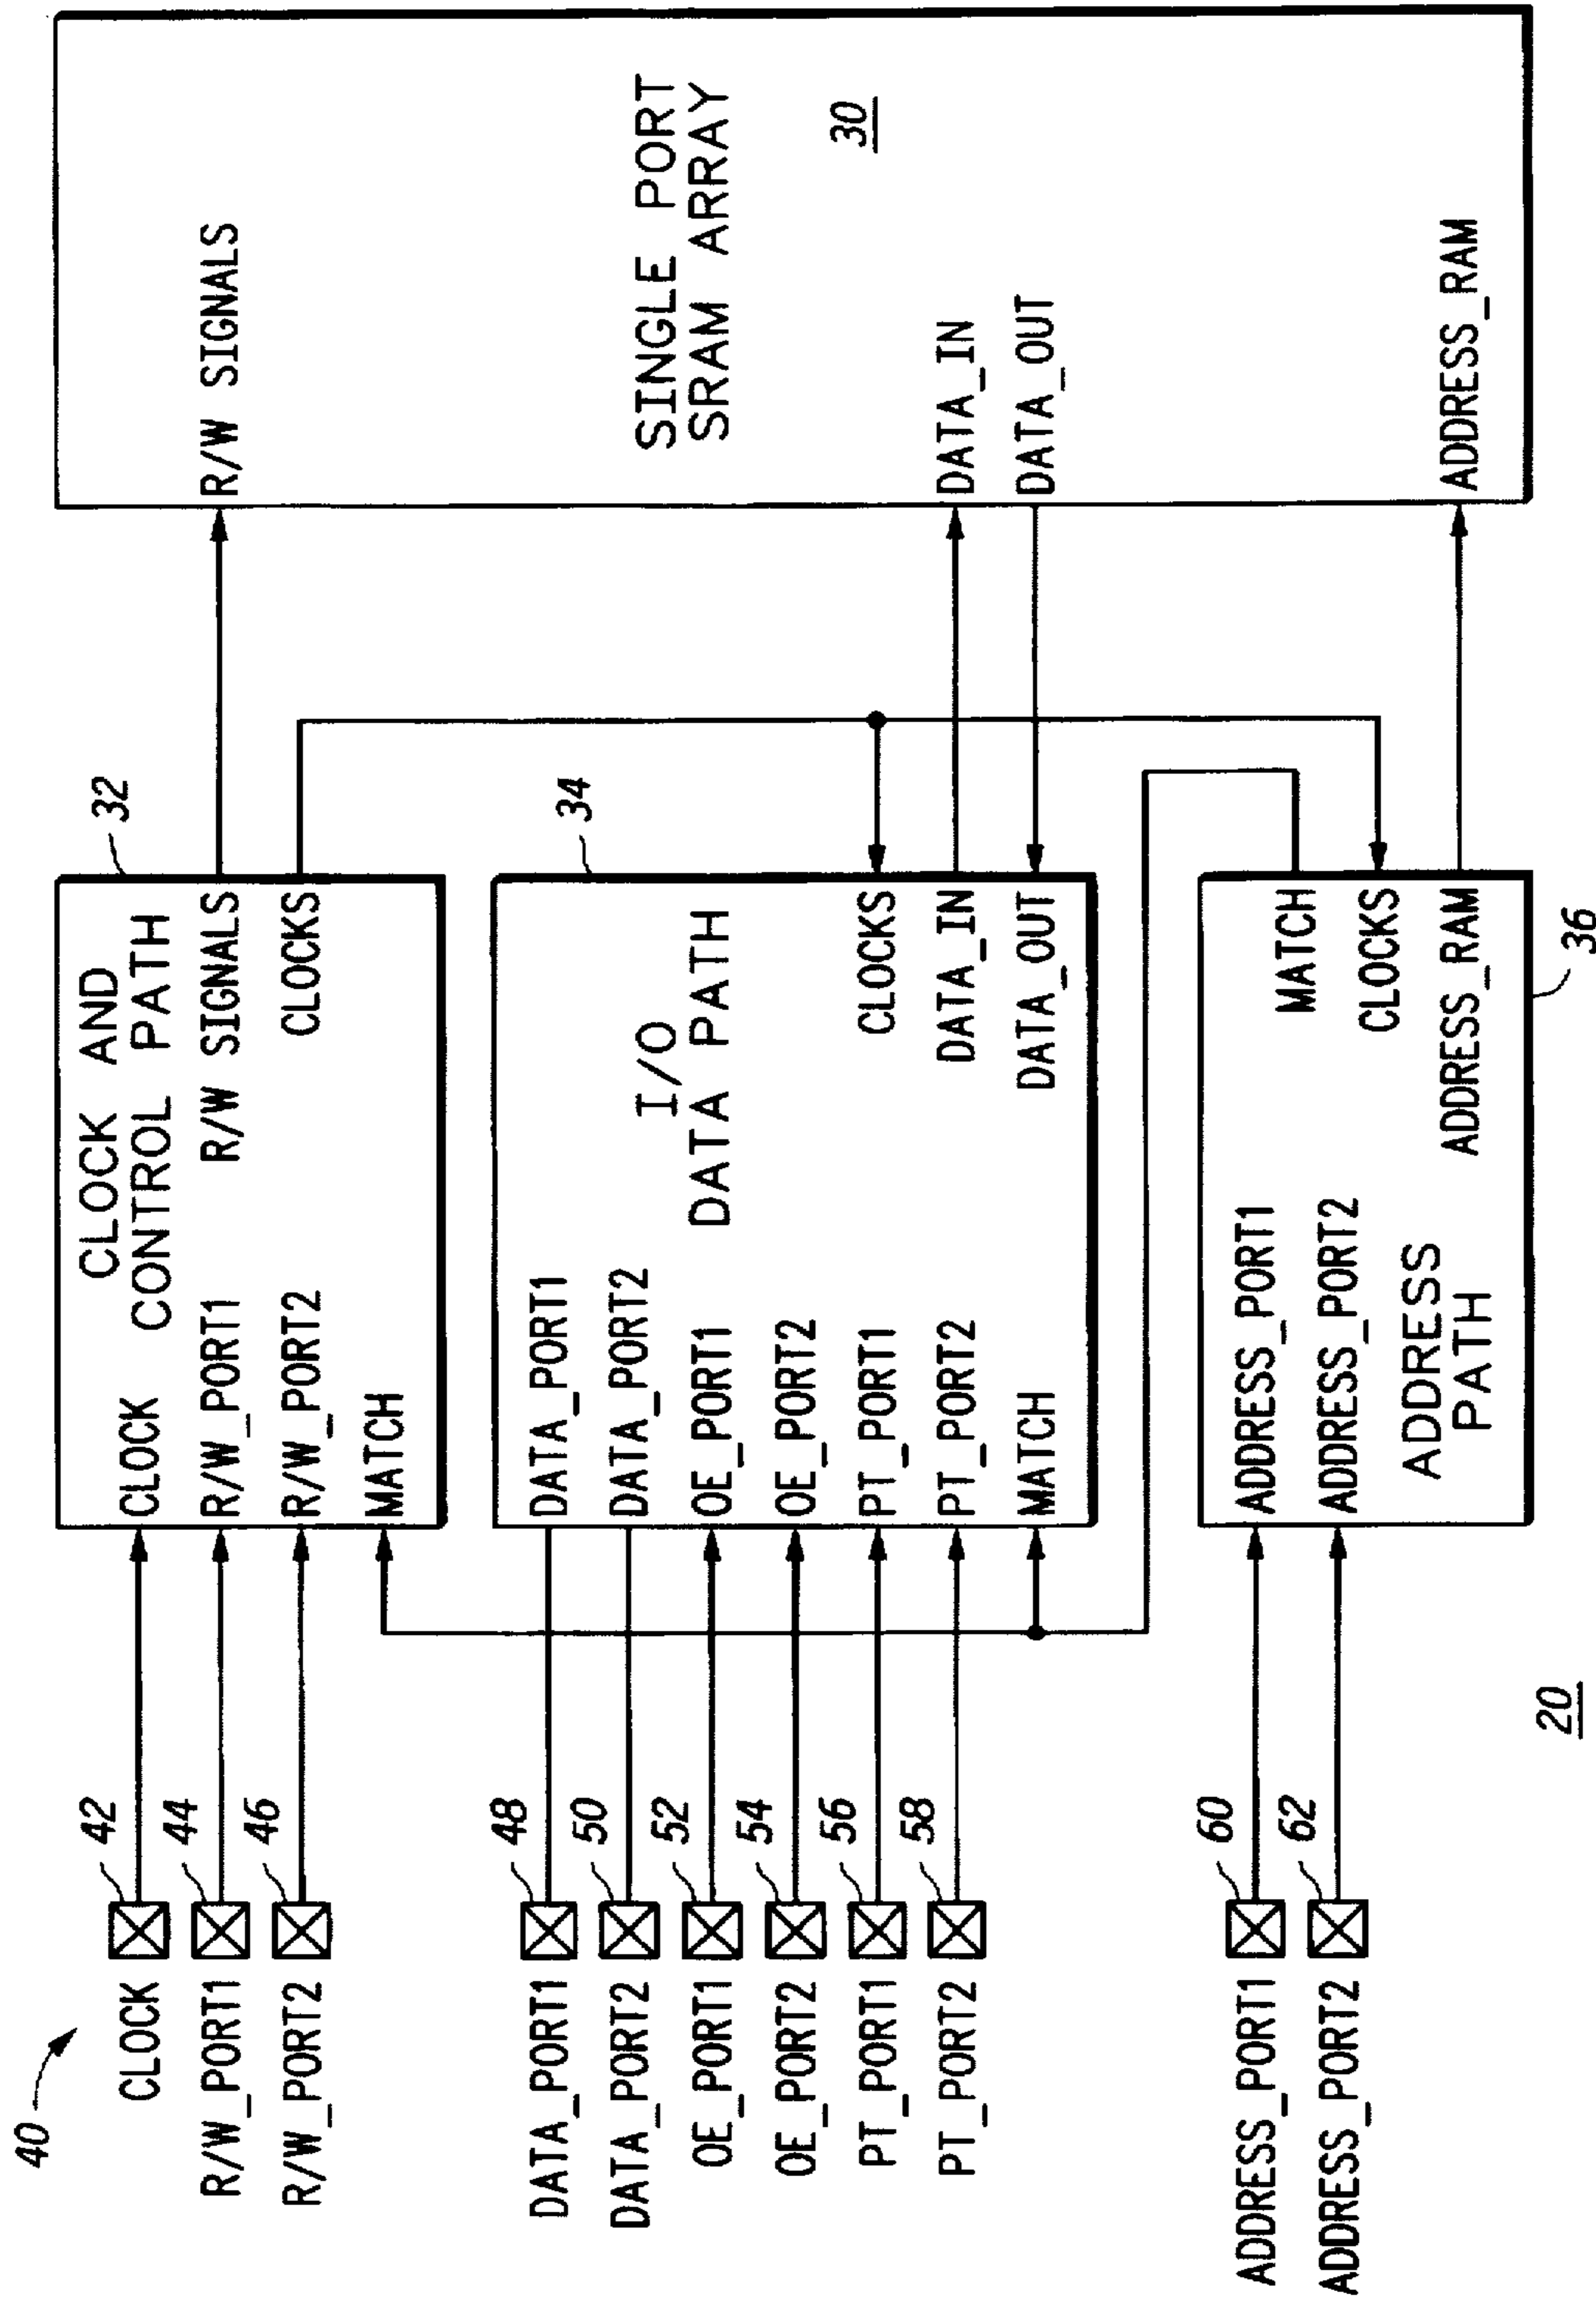 40
CLOCK
42
R/W_PORT1
44
R/W_PORT2
46
DATA_PORT1
48
DATA_PORT2
50
OE_PORT1
52
OE_PORT2
54
PT_PORT1
56
PT_PORT2
58
ADDRESS_PORT1
60
ADDRESS_PORT2
62
20
32
CLOCK AND
CONTROL PATH
CLOCK
R/W_PORT1
R/W_PORT2
MATCH
R/W SIGNALS
CLOCKS
34
I/O
DATA PATH
DATA_PORT1
DATA_PORT2
OE_PORT1
OE_PORT2
PT_PORT1
PT_PORT2
MATCH
CLOCKS
DATA_IN
DATA_OUT
ADDRESS_PORT1
ADDRESS_PORT2
ADDRESS
PATH
MATCH
CLOCKS
ADDRESS_RAM
36
R/W SIGNALS
SINGLE PORT
SRAM ARRAY
30
DATA_IN
DATA_OUT
ADDRESS_RAM